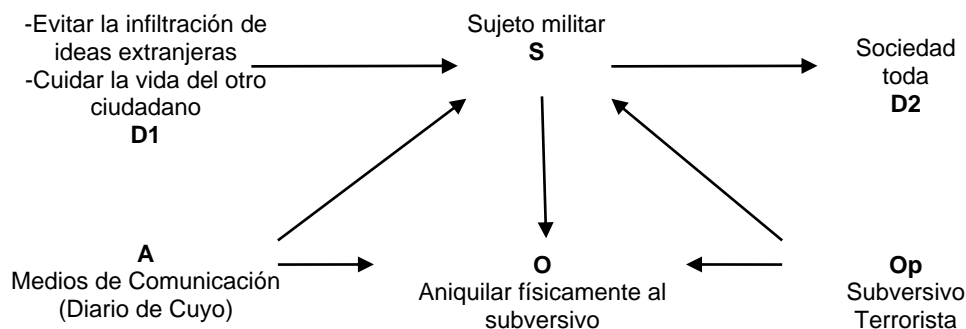 -Evitar la infiltración de
ideas extranjeras
-Cuidar la vida del otro
ciudadano
D1
Sujeto militar
S
Sociedad
toda
D2
A
Medios de Comunicación
(Diario de Cuyo)
O
Aniquilar físicamente al
subversivo
Op
Subversivo
Terrorista